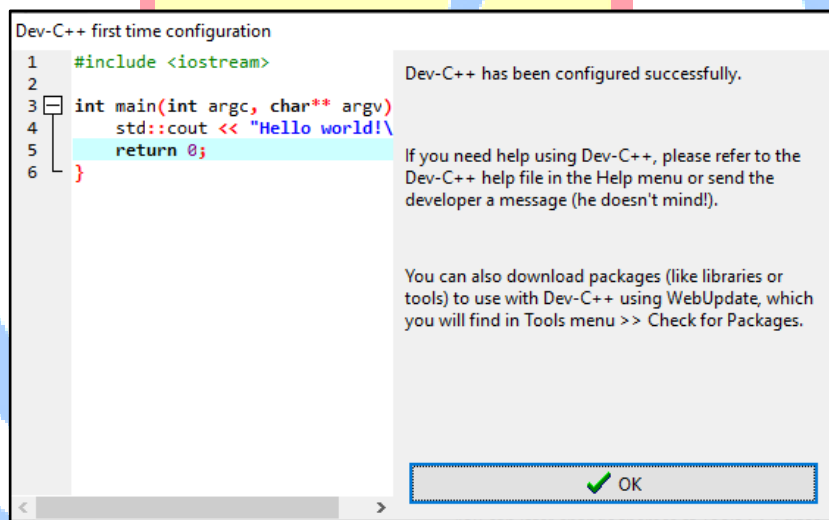 Dev-C++ first time configuration
1 #include <iostream>
2
3 int main(int argc, char** argv)
4 std::cout << "Hello world!\
5 return 0;
6 }
Dev-C++ has been configured successfully.
If you need help using Dev-C++, please refer to the
Dev-C++ help file in the Help menu or send the
developer a message (he doesn't mind!).
You can also download packages (like libraries or
tools) to use with Dev-C++ using WebUpdate, which
you will find in Tools menu >> Check for Packages.
OK